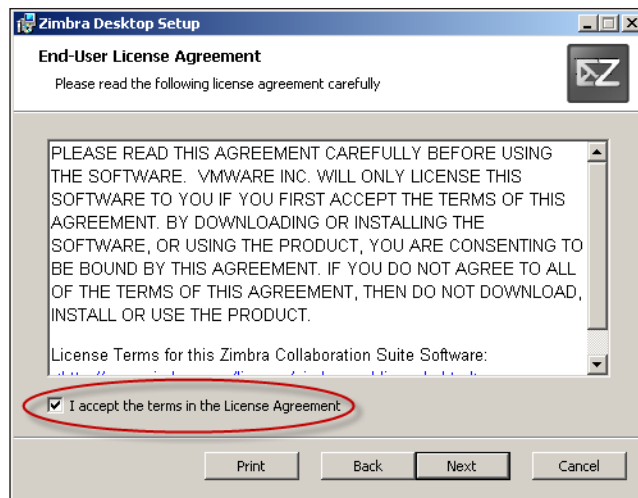 Zimbra Desktop Setup
End-User License Agreement
Please read the following license agreement carefully
Z
PLEASE READ THIS AGREEMENT CAREFULLY BEFORE USING
THE SOFTWARE. VMWARE INC. WILL ONLY LICENSE THIS
SOFTWARE TO YOU IF YOU FIRST ACCEPT THE TERMS OF THIS
AGREEMENT. BY DOWNLOADING OR INSTALLING THE
SOFTWARE, OR USING THE PRODUCT, YOU ARE CONSENTING TO
BE BOUND BY THIS AGREEMENT. IF YOU DO NOT AGREE TO ALL
OF THE TERMS OF THIS AGREEMENT, THEN DO NOT DOWNLOAD,
INSTALL OR USE THE PRODUCT.
License Terms for this Zimbra Collaboration Suite Software:
I accept the terms in the License Agreement
Print Back Next Cancel